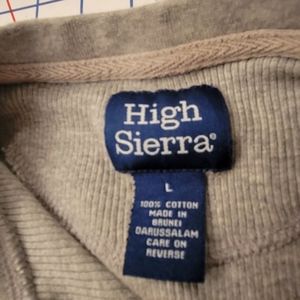 High
Sierra®
L
100% COTTON
MADE IN
BRUNEI
DARUSSALAM
CARE ON
REVERSE